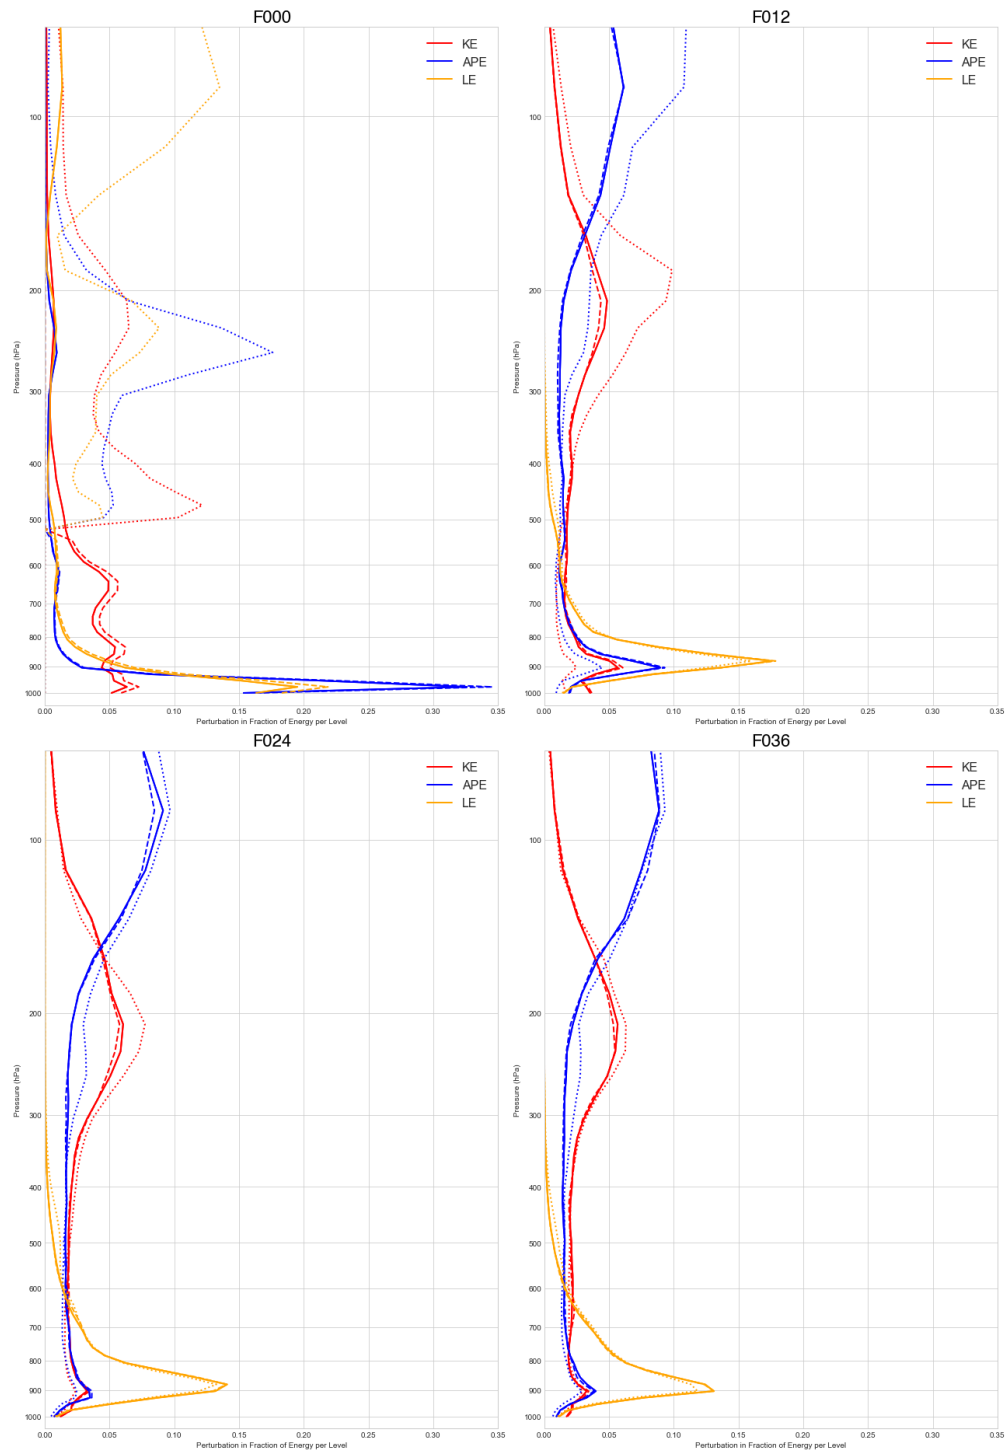 F000
KE
APE
LE
100
200
300
400
500
600
700
800
900
1000
Pressure (hPa)
0.00 0.05 0.10 0.15 0.20 0.25 0.30 0.35
Perturbation in Fraction of Energy per Level
F012
KE
APE
LE
100
200
300
400
500
600
700
800
900
1000
Pressure (hPa)
0.00 0.05 0.10 0.15 0.20 0.25 0.30 0.35
Perturbation in Fraction of Energy per Level
F024
KE
APE
LE
100
200
300
400
500
600
700
800
900
1000
Pressure (hPa)
0.00 0.05 0.10 0.15 0.20 0.25 0.30 0.35
Perturbation in Fraction of Energy per Level
F036
KE
APE
LE
100
200
300
400
500
600
700
800
900
1000
Pressure (hPa)
0.00 0.05 0.10 0.15 0.20 0.25 0.30 0.35
Perturbation in Fraction of Energy per Level